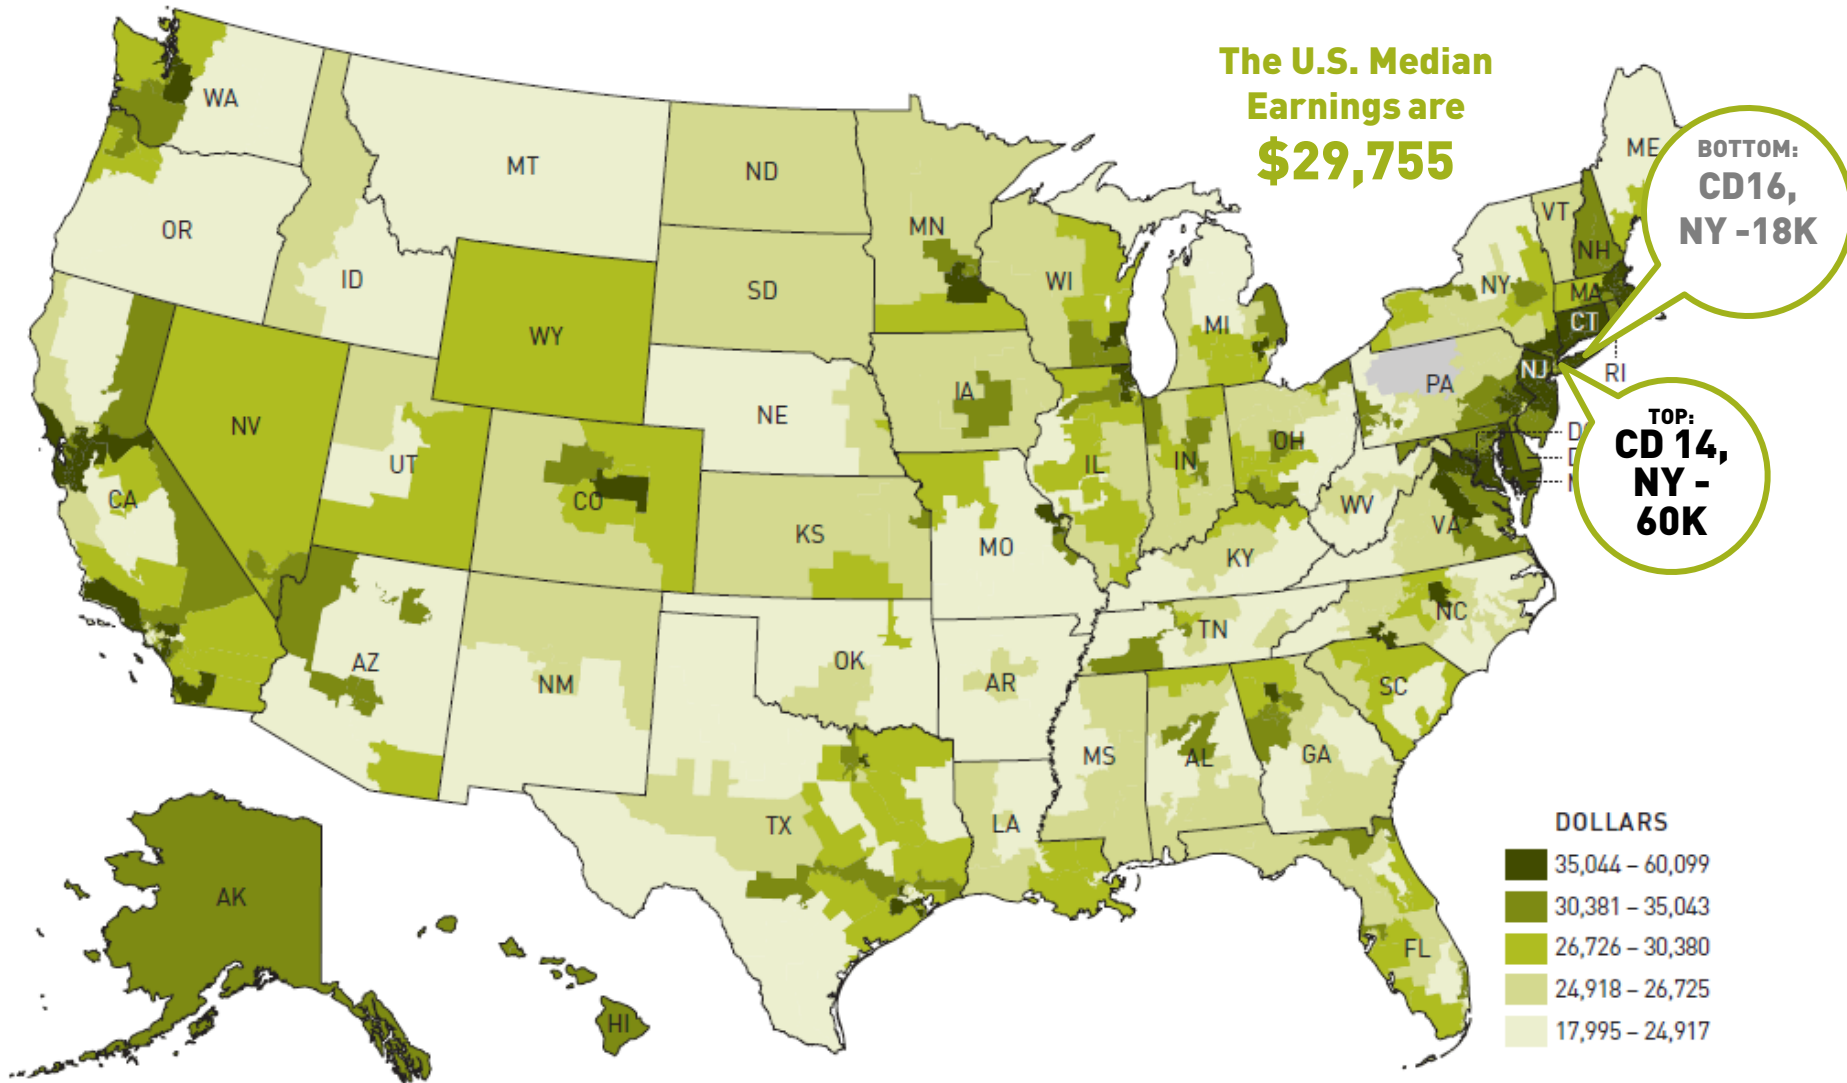 The U.S. Median
Earnings are
$29,755
BOTTOM:
CD16,
NY -18K
TOP:
CD 14,
NY -
60K
WA
OR
MT
ID
WY
NV
UT
CA
AZ
CO
NM
ND
SD
NE
KS
OK
TX
MN
IA
MO
AR
LA
WI
IL
MI
IN
OH
KY
TN
MS
AL
GA
FL
SC
NC
VA
WV
PA
NY
VT
NH
ME
MA
CT
RI
NJ
AK
HI
DOLLARS
35,044 – 60,099
30,381 – 35,043
26,726 – 30,380
24,918 – 26,725
17,995 – 24,917